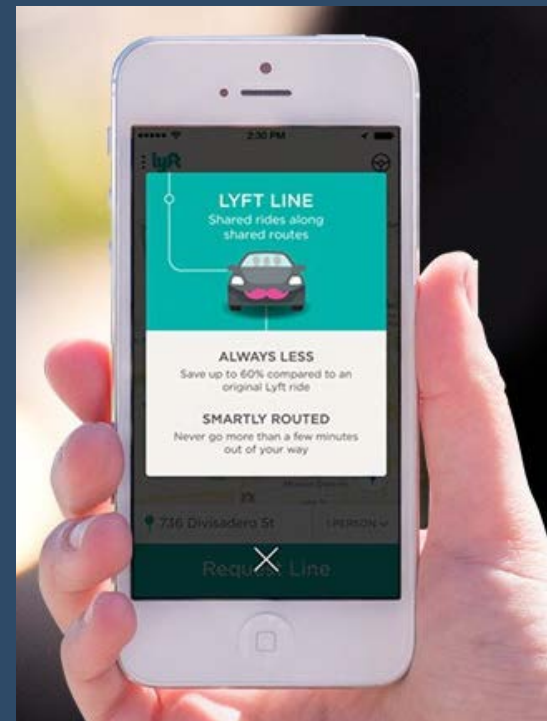 2:30 PM
lyft
LYFT LINE
Shared rides along
shared routes
ALWAYS LESS
Save up to 60% compared to an
original Lyft ride
SMARTLY ROUTED
Never go more than a few minutes
out of your way
736 Divisadero St
1 PERSON
Request Line